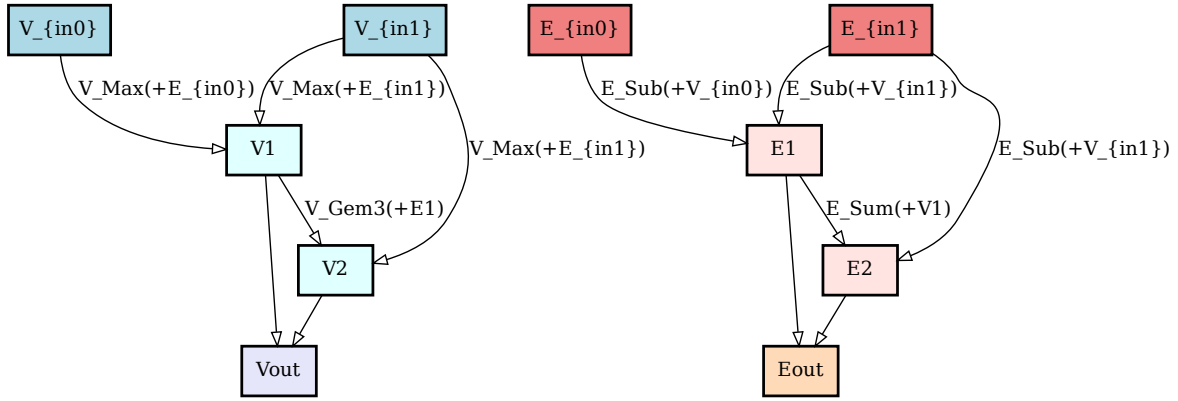 V_{in0}
V_{in1}
E_{in0}
E_{in1}
V_Max(+E_{in0})
V_Max(+E_{in1})
E_Sub(+V_{in0})
E_Sub(+V_{in1})
V1
V_Max(+E_{in1})
E1
E_Sub(+V_{in1})
V_Gem3(+E1)
E_Sum(+V1)
V2
E2
Vout
Eout